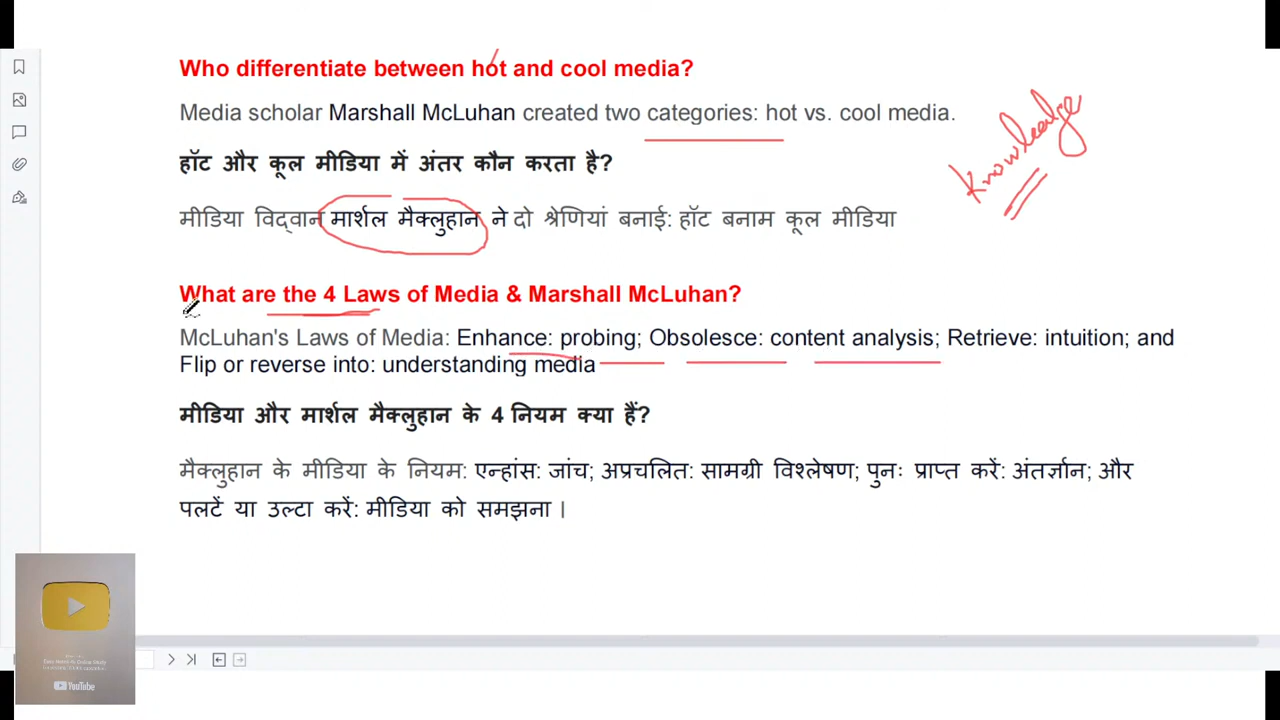 Who differentiate between hot and cool media?
Media scholar Marshall McLuhan created two categories: hot vs. cool media.
Knowledge
हॉट और कूल मीडिया में अंतर कौन करता है?
मीडिया विद्वान मार्शल मैक्लुहान ने दो श्रेणियां बनाई: हॉट बनाम कूल मीडिया
What are the 4 Laws of Media & Marshall McLuhan?
McLuhan's Laws of Media: Enhance: probing; Obsolesce: content analysis; Retrieve: intuition; and
Flip or reverse into: understanding media
मीडिया और मार्शल मैक्लुहान के 4 नियम क्या हैं?
मैक्लुहान के मीडिया के नियम: एन्हांस: जांच; अप्रचलित: सामग्री विश्लेषण; पुनः प्राप्त करें: अंतर्ज्ञान; और
पलटें या उल्टा करें: मीडिया को समझना।
YouTube